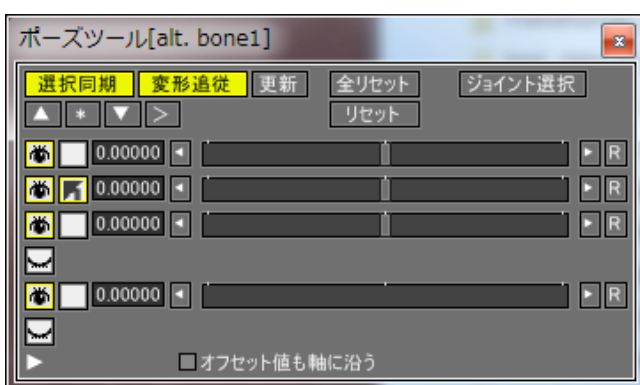 ポーズツール[alt. bone1]
選択同期 変形追従 更新 全リセット ジョイント選択
▲ * ▼ > リセット
0.00000 R
0.00000 R
0.00000 R
0.00000 R
オフセット値も軸に沿う